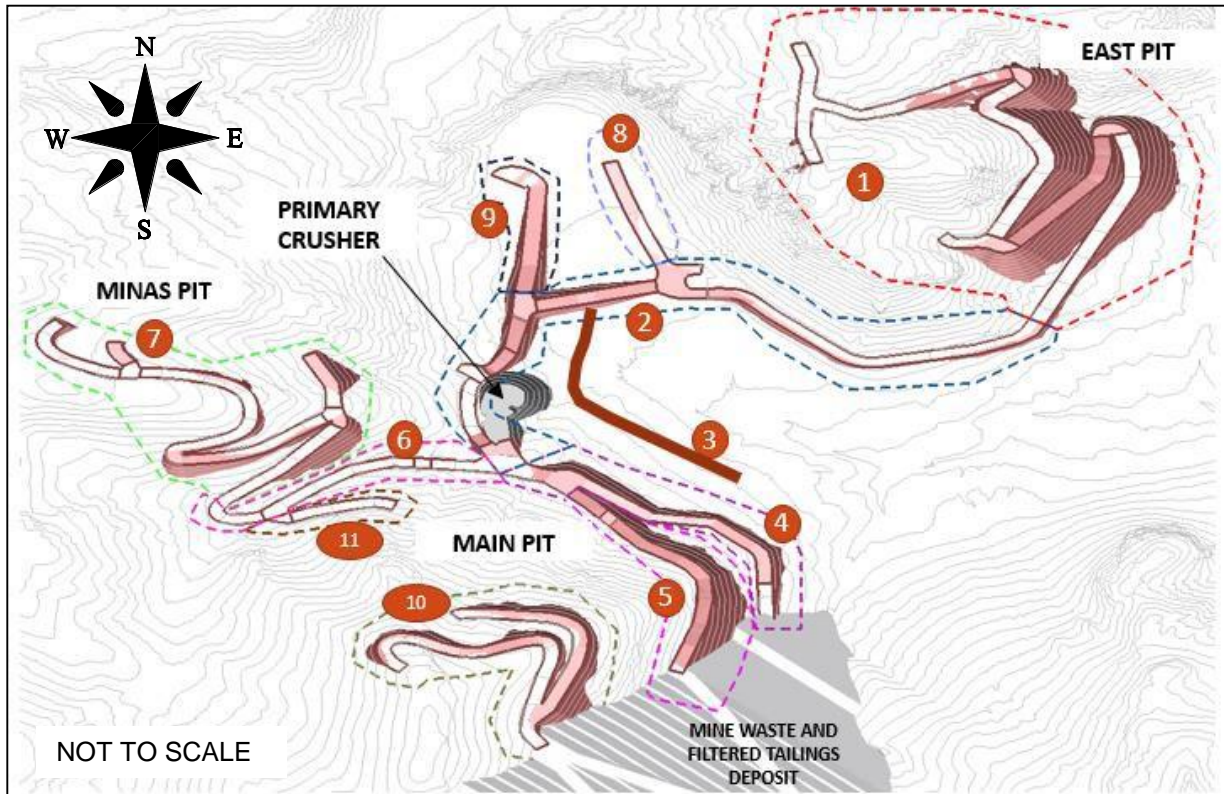 N
W
E
S
EAST PIT
8
1
9
PRIMARY
CRUSHER
MINAS PIT
7
2
6
3
11
MAIN PIT
4
10
5
MINE WASTE AND
FILTERED TAILINGS
DEPOSIT
NOT TO SCALE